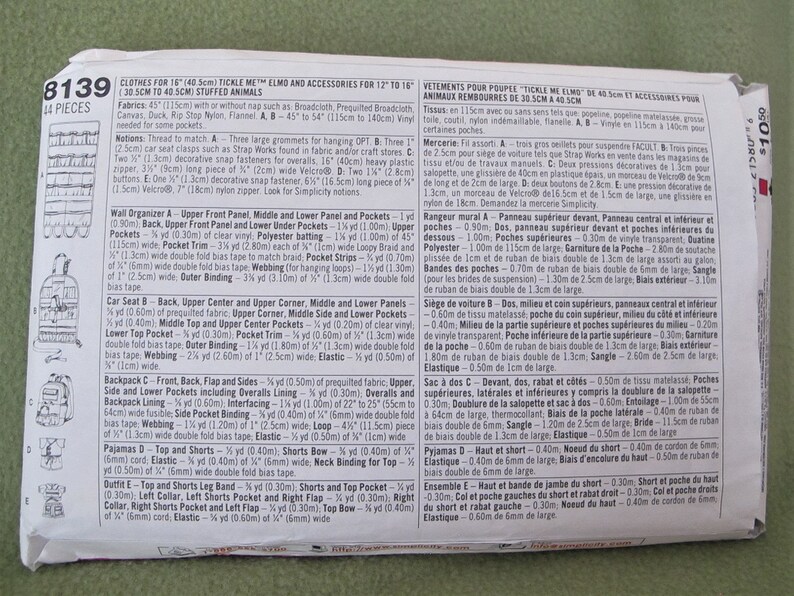 8139
44 PIECES
CLOTHES FOR 16" (40.5cm) TICKLE ME™ ELMO AND ACCESSORIES FOR 12" TO 16"
(30.5CM TO 40.5CM) STUFFED ANIMALS
Fabrics: 45" (115cm) with or without nap such as: Broadcloth, Prequilted Broadcloth,
Canvas, Duck, Rip Stop Nylon, Flannel. A, B – 45" to 54" (115cm to 140cm) Vinyl
needed for some pockets..
Notions: Thread to match. A: – Three large grommets for hanging OPT. B: Three 1"
(2.5cm) car seat clasps such as Strap Works found in fabric and/or craft stores. C:
Two ½" (1.3cm) decorative snap fasteners for overalls, 16" (40cm) heavy plastic
zipper, 3½" (9cm) long piece of ¾" (2cm) wide Velcro®. D: Two 1⅛" (2.8cm)
buttons. E: One ½" (1.3cm) decorative snap fastener, 6½" (16.5cm) long piece of ⅝"
(1.5cm) Velcro®, 7" (18cm) nylon zipper. Look for Simplicity notions.
Wall Organizer A – Upper Front Panel, Middle and Lower Panel and Pockets – 1 yd
(0.90m); Back, Upper Front Panel and Lower Under Pockets – 1⅛ yd (1.00m); Upper
Pockets – ⅜ yd (0.30m) of clear vinyl; Polyester batting – 1⅛ yd (1.00m) of 45"
(115cm) wide; Pocket Trim – 3⅛ yd (2.80m) each of ⅜" (1cm) wide Loopy Braid and
½" (1.3cm) wide double fold bias tape to match braid; Pocket Strips – ¾ yd (0.70m)
of ¼" (6mm) wide double fold bias tape; Webbing (for hanging loops) – 1½ yd (1.30m)
of 1" (2.5cm) wide; Outer Binding – 3⅜ yd (3.10m) of ½" (1.3cm) wide double fold
bias tape
Car Seat B – Back, Upper Center and Upper Corner, Middle and Lower Panels –
⅝ yd (0.60m) of prequilted fabric; Upper Corner, Middle Side and Lower Pockets –
½ yd (0.40m); Middle Top and Upper Center Pockets – ¼ yd (0.20m) of clear vinyl;
Lower Top Pocket – ⅜ yd (0.30m); Pocket Trim – ⅝ yd (0.60m) of ½" (1.3cm) wide double
fold bias tape; Outer Binding – 2 yd (1.80m) of ½" (1.3cm) wide double fold
bias tape; Webbing – 2⅞ yd (2.60m) of 1" (2.5cm) wide; Elastic – ½ yd (0.50m) of
⅜" (1cm) wide
Backpack C – Front, Back, Flap and Sides – ½ yd (0.50m) of prequilted fabric; Upper,
Side and Lower Pockets including Overalls Lining – ⅜ yd (0.30m); Overalls and
Backpack Lining – ⅝ yd (0.60m); Interfacing – 1⅛ yd (1.00m) of 22" to 25" (55cm to
64cm) wide fusible; Side Pocket Binding – ⅜ yd (0.40m) of ¼" (6mm) wide double fold
bias tape; Webbing – 1¼ yd (1.20m) of 1" (2.5cm) wide; Loop – 4½" (11.5cm) piece
of ½" (1.3cm) wide double fold bias tape; Elastic – ½ yd (0.50m) of ⅜" (1cm) wide
Pajamas D – Top and Shorts – ½ yd (0.40m); Shorts Bow – ⅜ yd (0.40m) of ¼"
(6mm) cord; Elastic – ⅜ yd (0.40m) of ¼" (6mm) wide; Neck Binding for Top – ½
yd (0.50m) of ¼" (6mm) wide double fold bias tape
Outfit E – Top and Shorts Leg Band – ⅜ yd (0.30m); Shorts and Top Pocket – ¼ yd
(0.30m); Left Collar, Left Shorts Pocket and Right Flap – ¼ yd (0.30m); Right
Collar, Right Shorts Pocket and Left Flap – ¼ yd (0.30m); Top Bow – ⅜ yd (0.40m)
of ¼" (6mm) cord; Elastic – ⅝ yd (0.60m) of ¼" (6mm) wide
VETEMENTS POUR POUPEE "TICKLE ME ELMO" DE 40.5cm ET ACCESSOIRES POUR
ANIMAUX REMBOURRES DE 30.5CM A 40.5CM
Tissus: en 115cm avec ou sans sens tels que: popeline, popeline matelassée, grosse
toile, coutil, nylon indémaillable, flanelle. A, B – Vinyle en 115cm à 140cm pour
certaines poches.
Mercerie: Fil assorti. A – trois gros oeillets pour suspendre FACULT. B: Trois pinces
de 2.5cm pour siège de voiture tels que Strap Works en vente dans les magasins de
tissu et/ou de travaux manuels. C: Deux pressions décoratives de 1.3cm pour
salopette, une glissière de 40cm en plastique épais, un morceau de Velcro® de 9cm
de long et de 2cm de large. D: deux boutons de 2.8cm. E: une pression décorative de
1.3cm, un morceau de Velcro® de16.5cm et de 1.5cm de large, une glissière en
nylon de 18cm. Demandez la mercerie Simplicity.
Rangeur mural A – Panneau supérieur devant, Panneau central et inférieur et
poches – 0.90m; Dos, panneau supérieur devant et poches inférieures du
dessous – 1.00m; Poches supérieures – 0.30m de vinyle transparent; Ouatine
Polyester – 1.00m de 115cm de large; Garniture de la Poche – 2.80m de soutache
plissée de 1cm et de ruban de biais double de 1.3cm de large assorti au galon;
Bandes des poches – 0.70m de ruban de biais double de 6mm de large; Sangle
(pour les brides de suspension) – 1.30m de 2.5cm de large; Biais extérieur – 3.10m
de ruban de biais double de 1.3cm de large.
Siège de voiture B – Dos, milieu et coin supérieurs, panneaux central et inférieur
– 0.60m de tissu matelassé; poche du coin supérieur, milieu du côté et inférieure
– 0.40m; Milieu de la partie supérieure et poches supérieures du milieu – 0.20m
de vinyle transparent; Poche inférieure de la partie supérieure – 0.30m; Garniture
de la poche – 0.60m de ruban de biais double de 1.3cm de large; Biais extérieur –
1.80m de ruban de biais double de 1.3cm de large; Sangle – 2.60m de 2.5cm de large;
Elastique – 0.50m de 1cm de large.
Sac à dos C – Devant, dos, rabat et côtés – 0.50m de tissu matelassé; Poches
supérieures, latérales et inférieures y compris la doublure de la salopette –
0.30m; Doublure de la salopette et sac à dos – 0.60m; Entoilage – 1.00m de 55cm
à 64cm de large, thermocollant; Biais de la poche latérale – 0.40m de ruban de
biais double de 6mm de large; Sangle – 1.20m de 2.5cm de large; Bride – 11.5cm de ruban
de biais double de 1.3cm de large; Elastique – 0.50m de 1cm de large
Pyjamas D – Haut et short – 0.40m; Noeud du short – 0.40m de cordon de 6mm;
Elastique – 0.40m de 6mm de large; Biais d'encolure du haut – 0.50m de ruban de
biais double de 6mm de large.
Ensemble E – Haut et bande de jambe du short – 0.30m; Short et poche du haut
-0.30m; Col et poche gauches du short et rabat droit – 0.30m; Col et poche droits
du short et rabat gauche – 0.30m; Noeud du haut – 0.40m de cordon de 6mm;
Elastique – 0.60m de 6mm de large.
A
B
C
D
E
$10.50
http://www.simplicity.com
info@simplicity